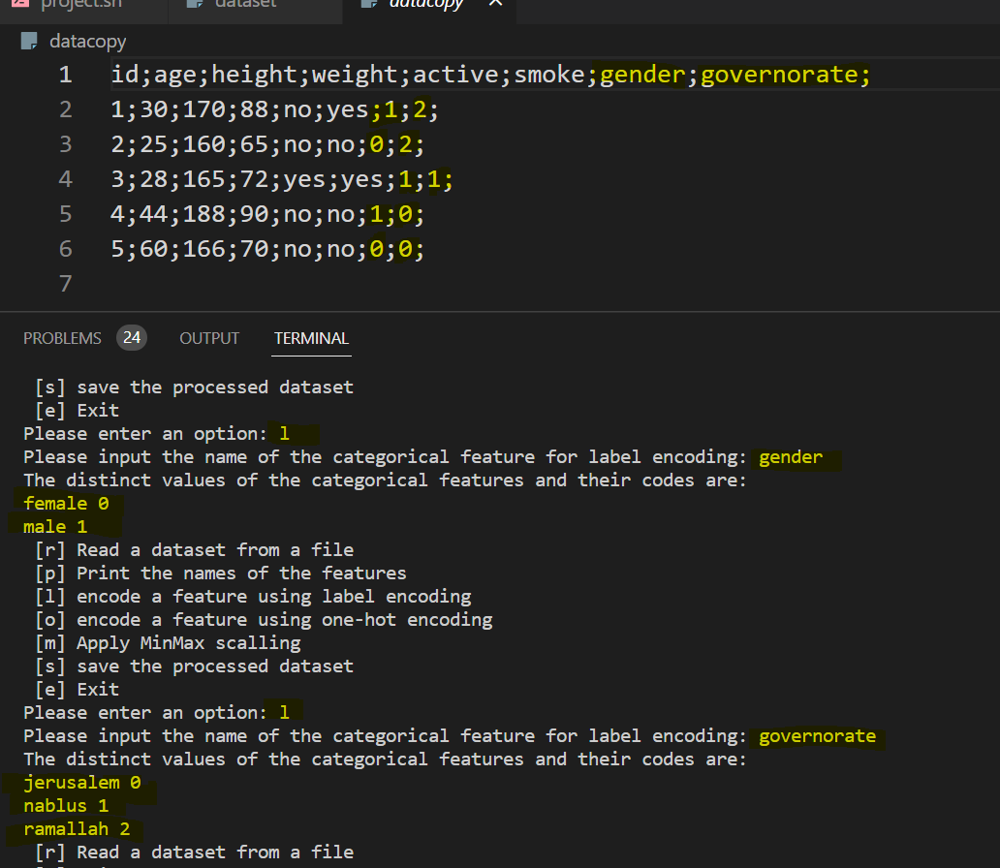 project.sh dataset datacopy
datacopy
1 id;age;height;weight;active;smoke;gender;governorate;
2 1;30;170;88;no;yes;1;2;
3 2;25;160;65;no;no;0;2;
4 3;28;165;72;yes;yes;1;1;
5 4;44;188;90;no;no;1;0;
6 5;60;166;70;no;no;0;0;
7
PROBLEMS 24 OUTPUT TERMINAL
[s] save the processed dataset
[e] Exit
Please enter an option: l
Please input the name of the categorical feature for label encoding: gender
The distinct values of the categorical features and their codes are:
female 0
male 1
[r] Read a dataset from a file
[p] Print the names of the features
[l] encode a feature using label encoding
[o] encode a feature using one-hot encoding
[m] Apply MinMax scalling
[s] save the processed dataset
[e] Exit
Please enter an option: l
Please input the name of the categorical feature for label encoding: governorate
The distinct values of the categorical features and their codes are:
jerusalem 0
nablus 1
ramallah 2
[r] Read a dataset from a file